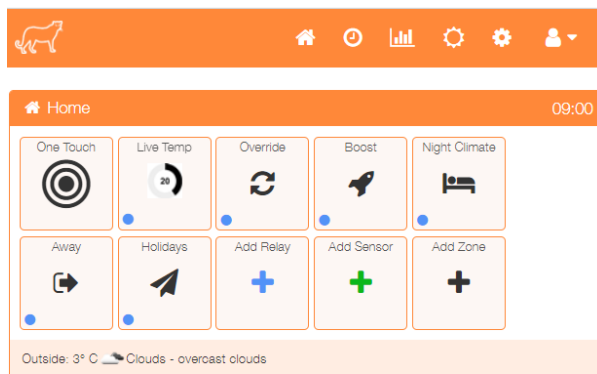 Home 09:00
One Touch Live Temp Override Boost Night Climate
20
Away Holidays Add Relay Add Sensor Add Zone
Outside: 3° C Clouds - overcast clouds